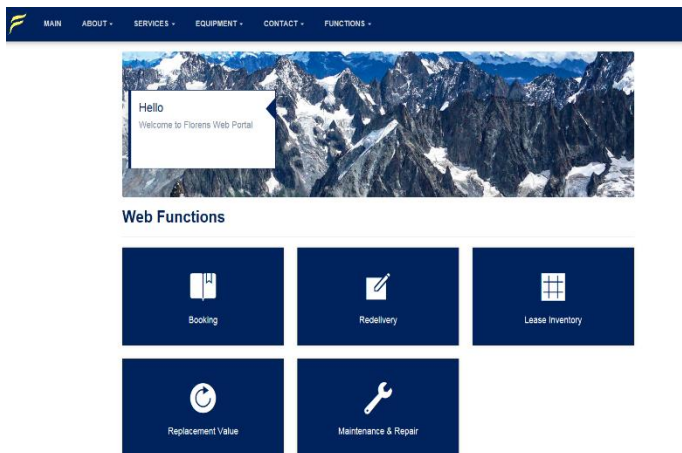 MAIN ABOUT SERVICES EQUIPMENT CONTACT FUNCTIONS
Hello
Welcome to Florens Web Portal
Web Functions
Booking Redelivery Lease Inventory
Replacement Value Maintenance & Repair